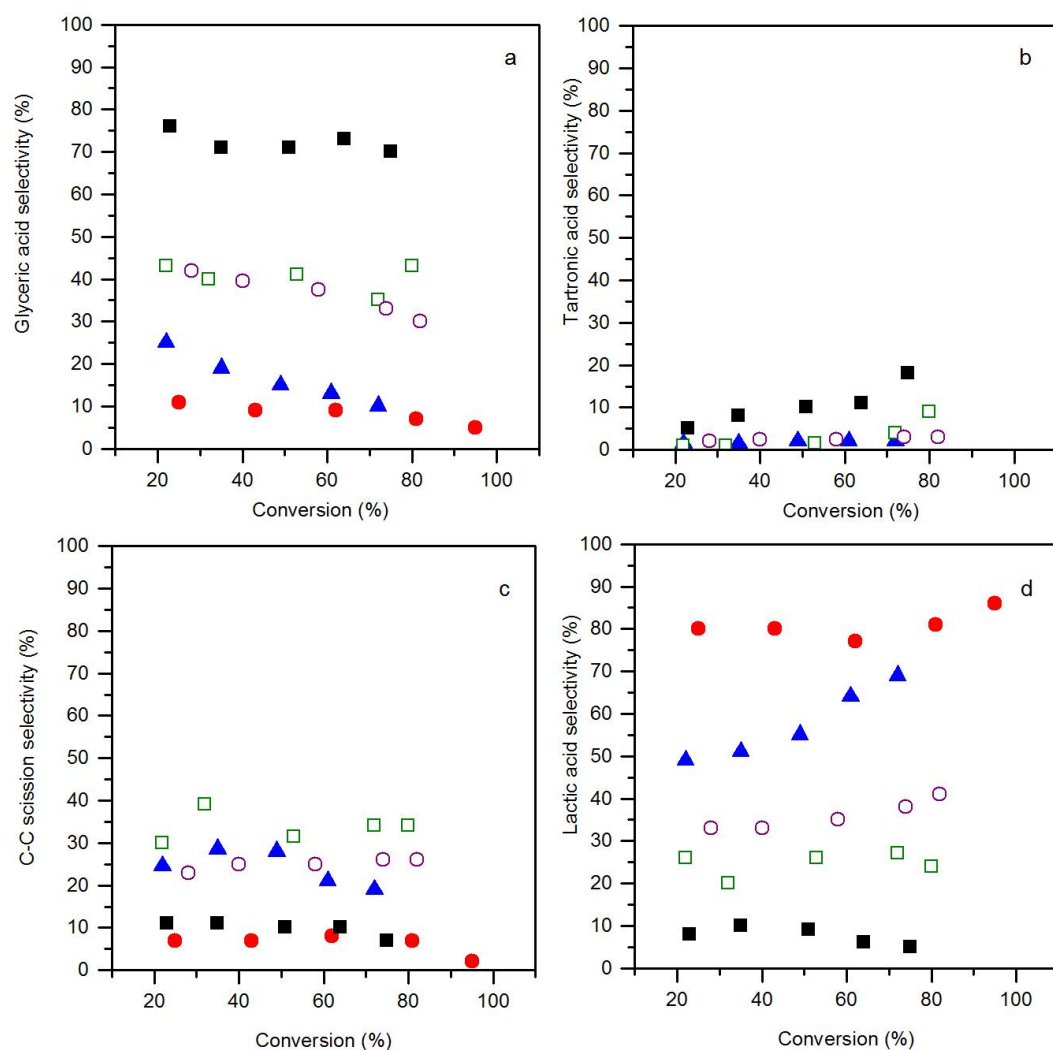 a
Glyceric acid selectivity (%)
100
90
80
70
60
50
40
30
20
10
0
20 40 60 80 100
Conversion (%)
b
Tartronic acid selectivity (%)
100
90
80
70
60
50
40
30
20
10
0
20 40 60 80 100
Conversion (%)
c
C-C scission selectivity (%)
100
90
80
70
60
50
40
30
20
10
0
20 40 60 80 100
Conversion (%)
d
Lactic acid selectivity (%)
100
90
80
70
60
50
40
30
20
10
0
20 40 60 80 100
Conversion (%)